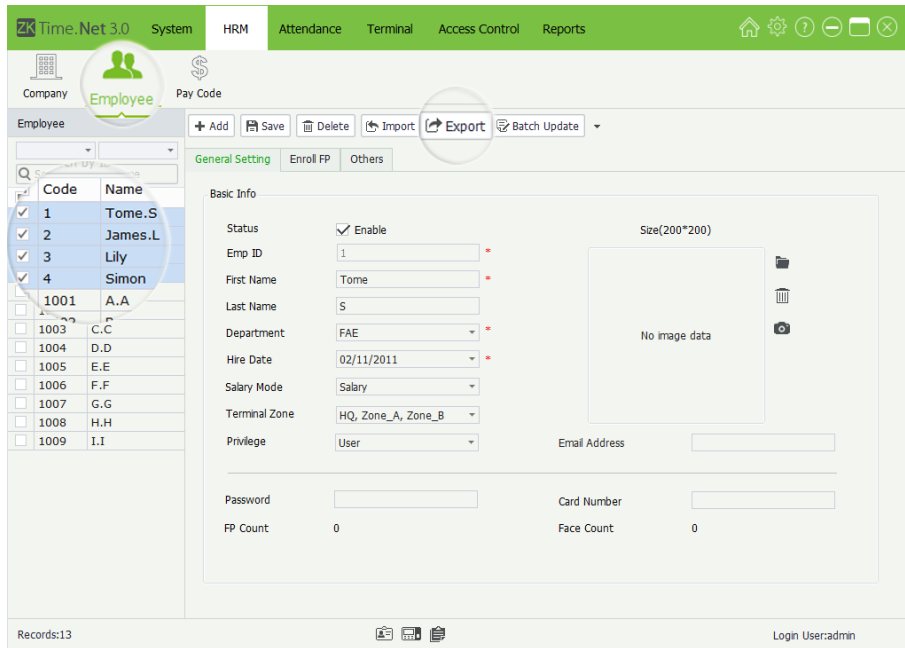 ZK Time.Net 3.0 System HRM Attendance Terminal Access Control Reports
Company Employee Pay Code
Employee
+ Add Save Delete Import Export Batch Update
General Setting Enroll FP Others
Code Name
1 Tome.S
2 James.L
3 Lily
4 Simon
1001 A.A
1003 C.C
1004 D.D
1005 E.E
1006 F.F
1007 G.G
1008 H.H
1009 I.I
Basic Info
Status Enable Size(200*200)
Emp ID 1 *
First Name Tome *
Last Name S
Department FAE *
Hire Date 02/11/2011 *
Salary Mode Salary
Terminal Zone HQ, Zone_A, Zone_B
Privilege User
No image data
Email Address
Password Card Number
FP Count 0 Face Count 0
Records:13 Login User:admin